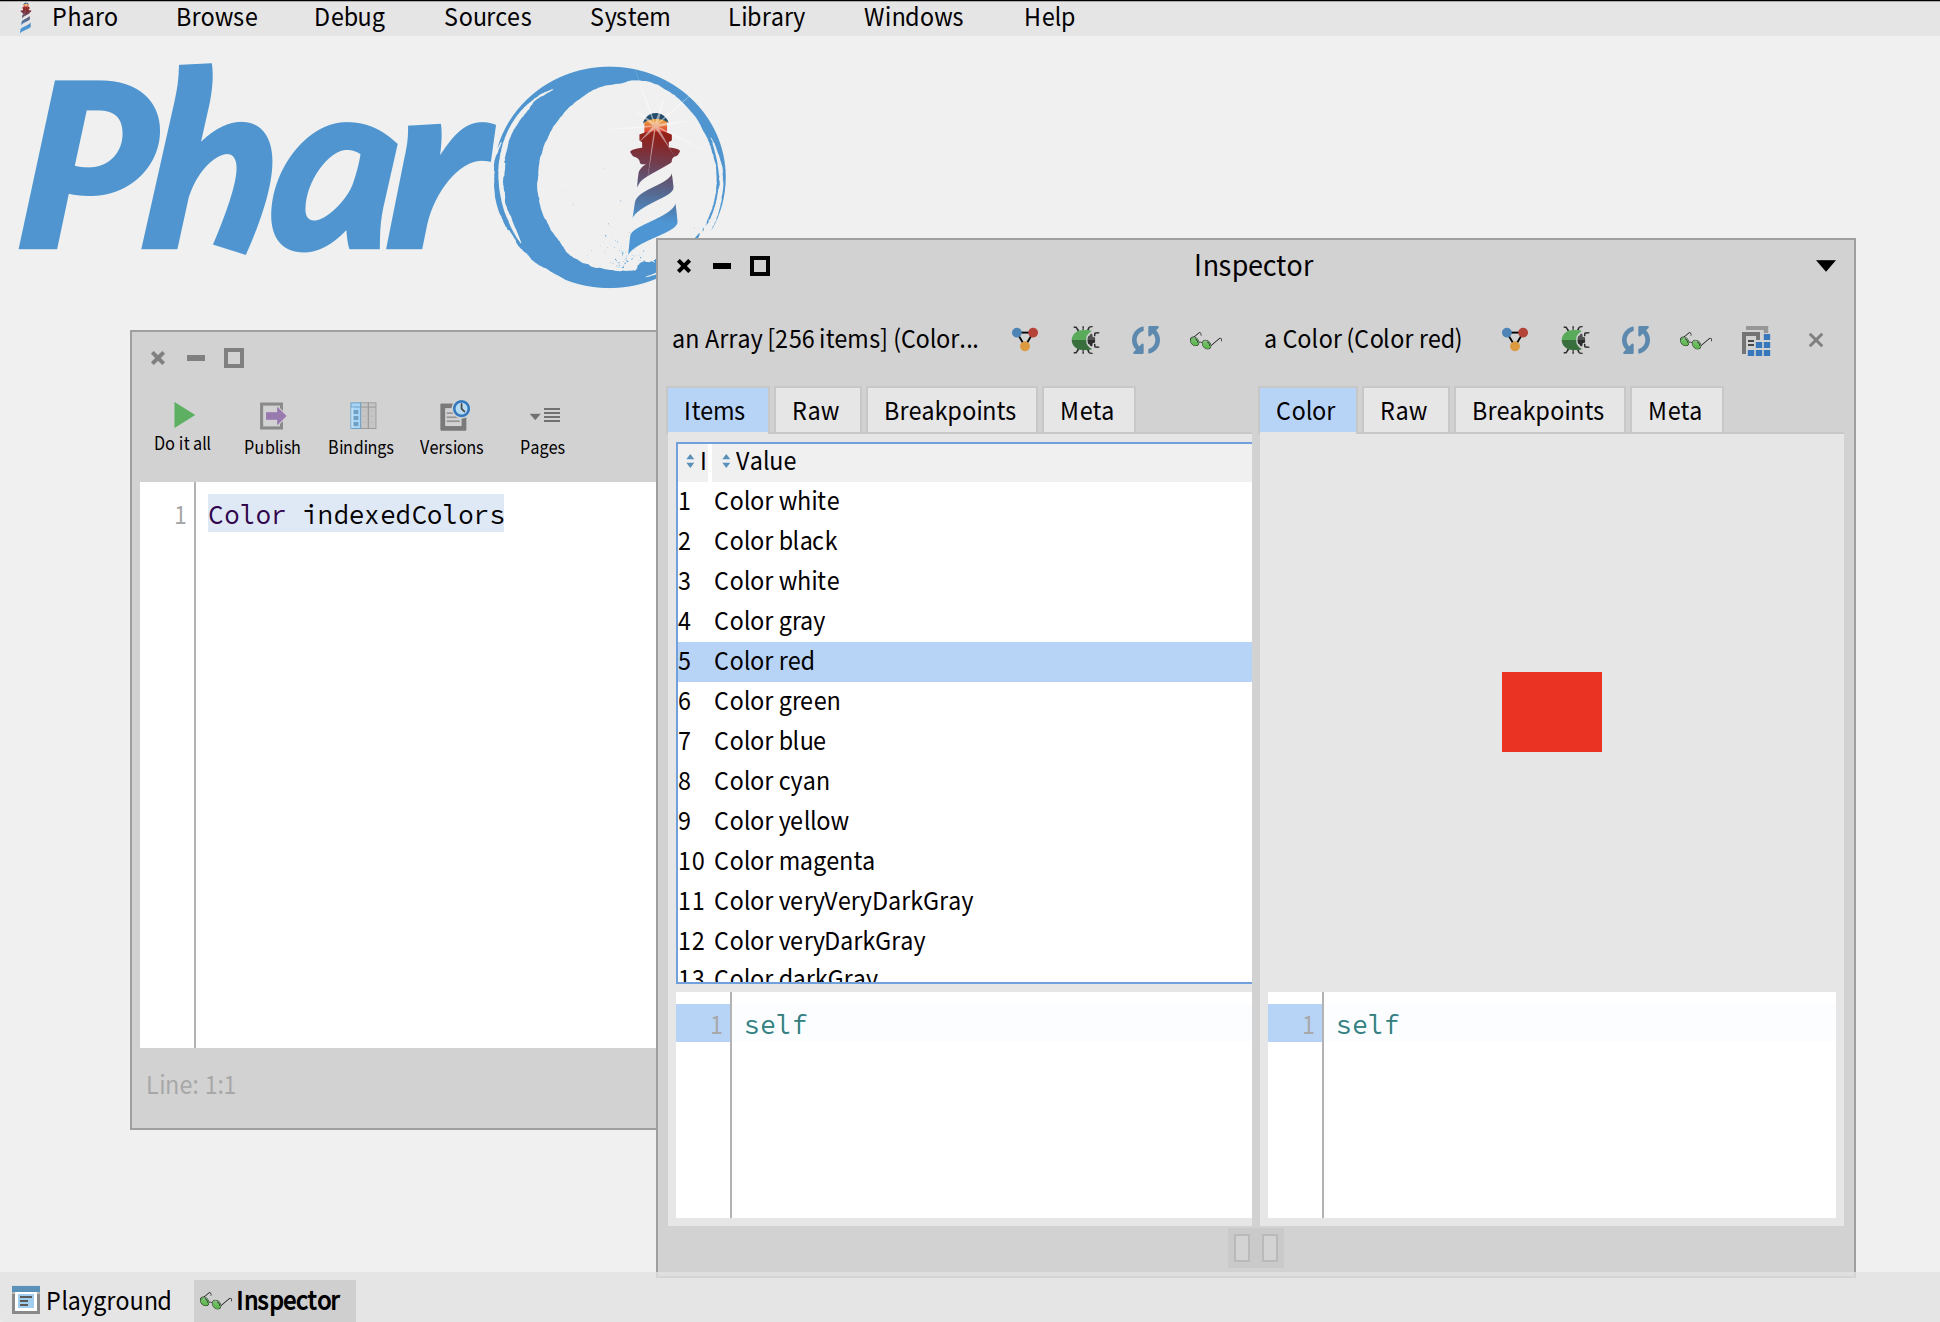 Pharo Browse Debug Sources System Library Windows Help
Pharo
Inspector
an Array [256 items] (Color... a Color (Color red)
Items Raw Breakpoints Meta Color Raw Breakpoints Meta
Do it all Publish Bindings Versions Pages
I Value
1 Color white
2 Color black
3 Color white
4 Color gray
5 Color red
6 Color green
7 Color blue
8 Color cyan
9 Color yellow
10 Color magenta
11 Color veryVeryDarkGray
12 Color veryDarkGray
13 Color darkGray
1 Color indexedColors
1 self
1 self
Line: 1:1
Playground Inspector